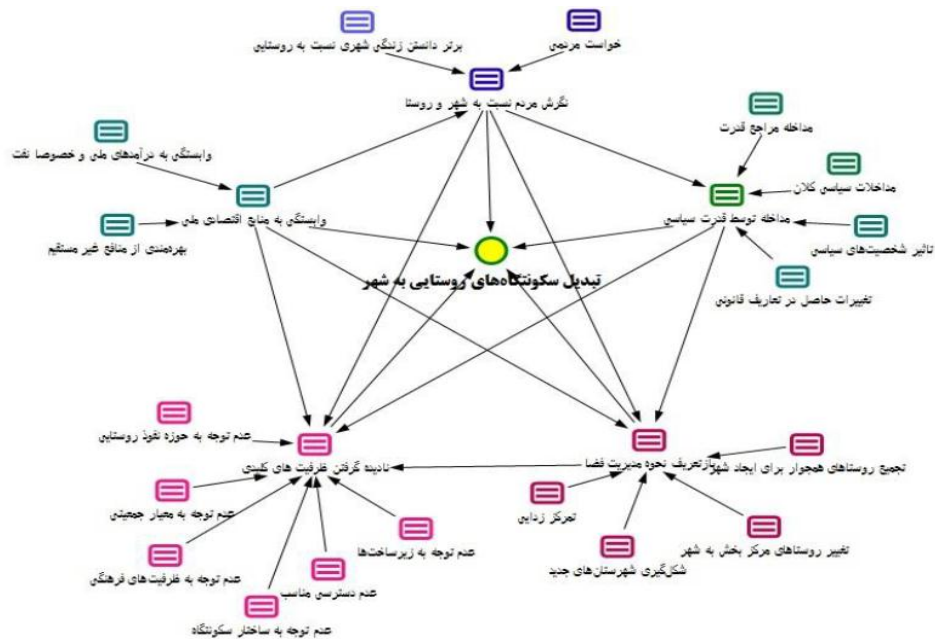 خواست مردمی
برتر دانستن زندگی شهری نسبت به روستایی
نگرش مردم نسبت به شهر و روستا
مداخله مراجع قدرت
وابستگی به درآمدهای ملی و خصوصا نفت
مداخلات سیاسی کلان
مداخله توسط قدرت سیاسی
وابستگی به منابع اقتصادی ملی
تاثیر شخصیت‌های سیاسی
بهره‌مندی از منافع غیر مستقیم
تبدیل سکونتگاه‌های روستایی به شهر
تغییرات حاصل در تعاریف قانونی
عدم توجه به حوزه نفوذ روستایی
تجمیع روستاهای همجوار برای ایجاد شهر
بازتعریف نحوه مدیریت فضا
نادیده گرفتن ظرفیت های کلیدی
عدم توجه به معیار جمعیتی
تمرکز زدایی
تغییر روستاهای مرکز بخش به شهر
عدم توجه به زیرساخت‌ها
شکل‌گیری شهرستان‌های جدید
عدم توجه به ظرفیت‌های فرهنگی
عدم دسترسی مناسب
عدم توجه به ساختار سکونتگاه